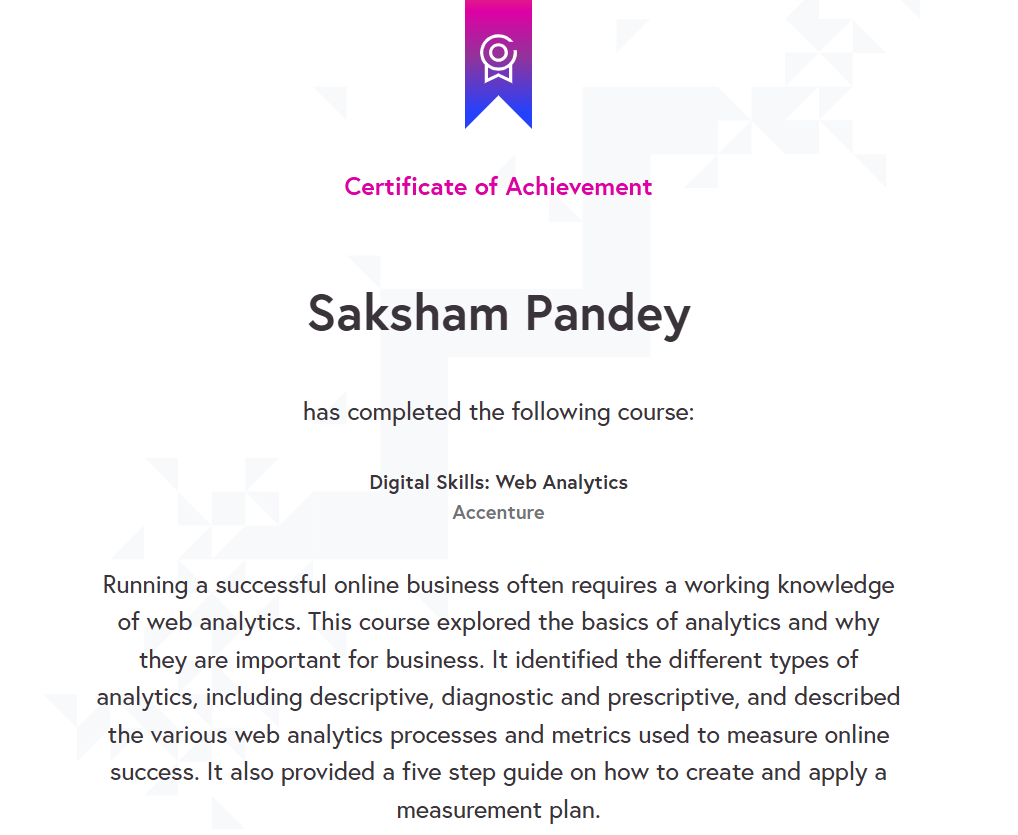 Certificate of Achievement
Saksham Pandey
has completed the following course:
Digital Skills: Web Analytics
Accenture
Running a successful online business often requires a working knowledge
of web analytics. This course explored the basics of analytics and why
they are important for business. It identified the different types of
analytics, including descriptive, diagnostic and prescriptive, and described
the various web analytics processes and metrics used to measure online
success. It also provided a five step guide on how to create and apply a
measurement plan.